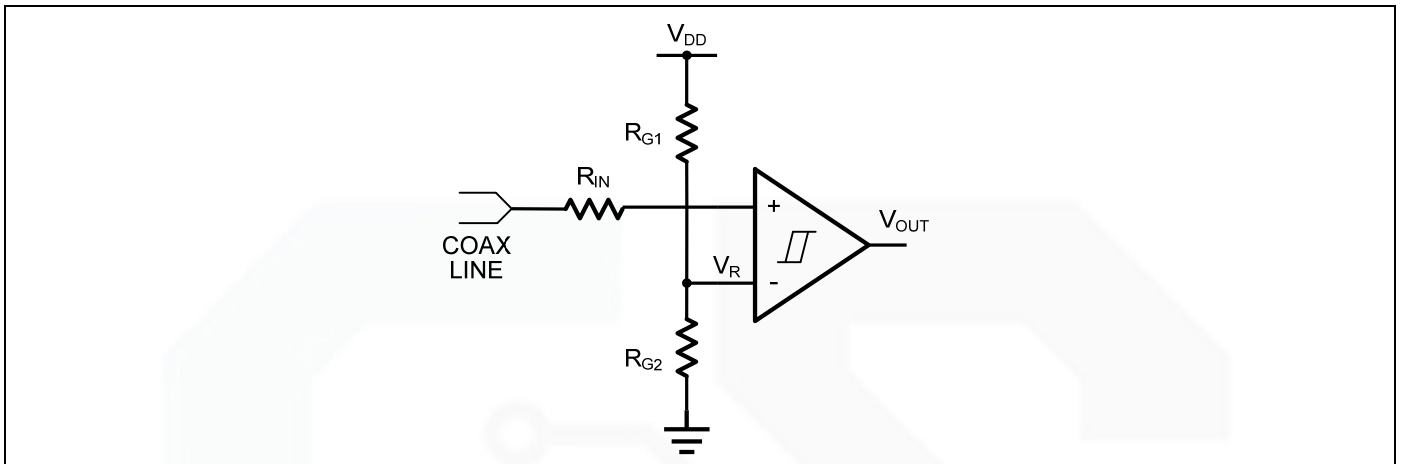 VDD
RG1
RIN
+
VOUT
COAX
LINE
VR
-
RG2